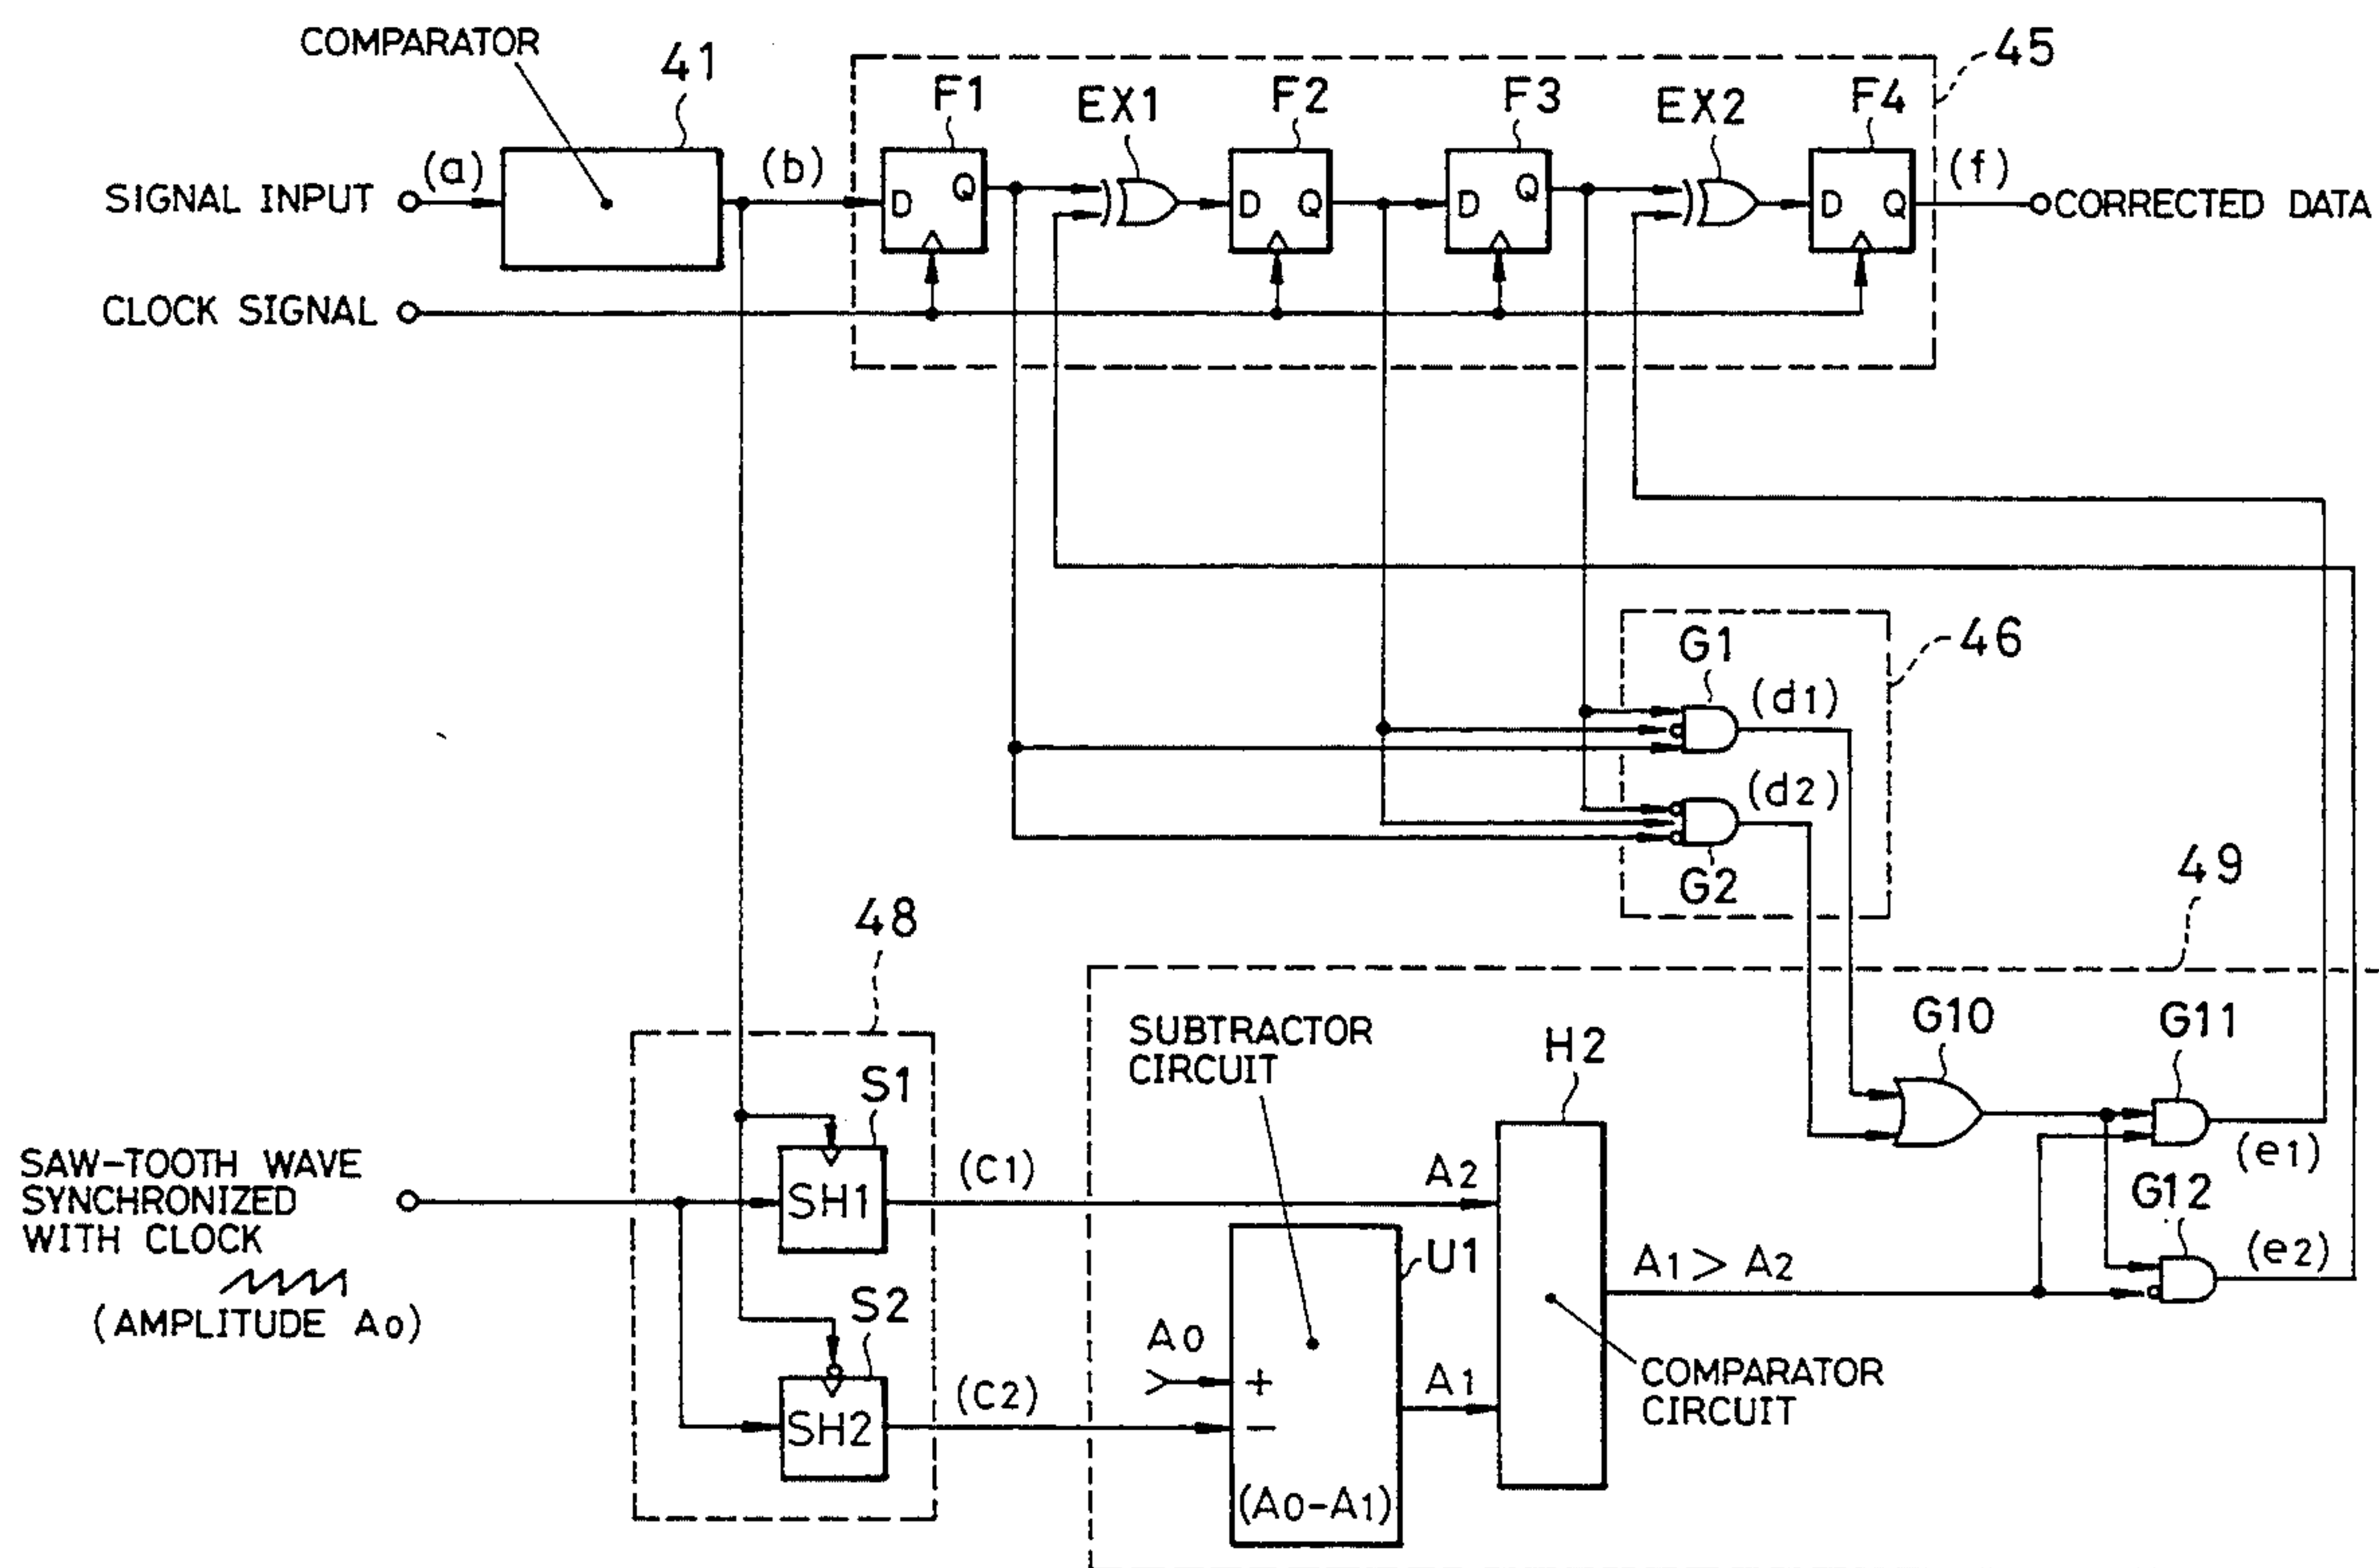 COMPARATOR
41
45
F1
EX1
F2
F3
EX2
F4
(a)
(b)
(f)
SIGNAL INPUT
D Q
D Q
D Q
D Q
CORRECTED DATA
CLOCK SIGNAL
46
G1
(d1)
(d2)
G2
49
48
SUBTRACTOR
CIRCUIT
H2
G10
G11
S1
(e1)
SAW-TOOTH WAVE
SYNCHRONIZED
WITH CLOCK
(AMPLITUDE A0)
SH1
(C1)
A2
G12
(e2)
U1
A1 > A2
S2
A0
+
−
A1
SH2
(C2)
COMPARATOR
CIRCUIT
(A0-A1)